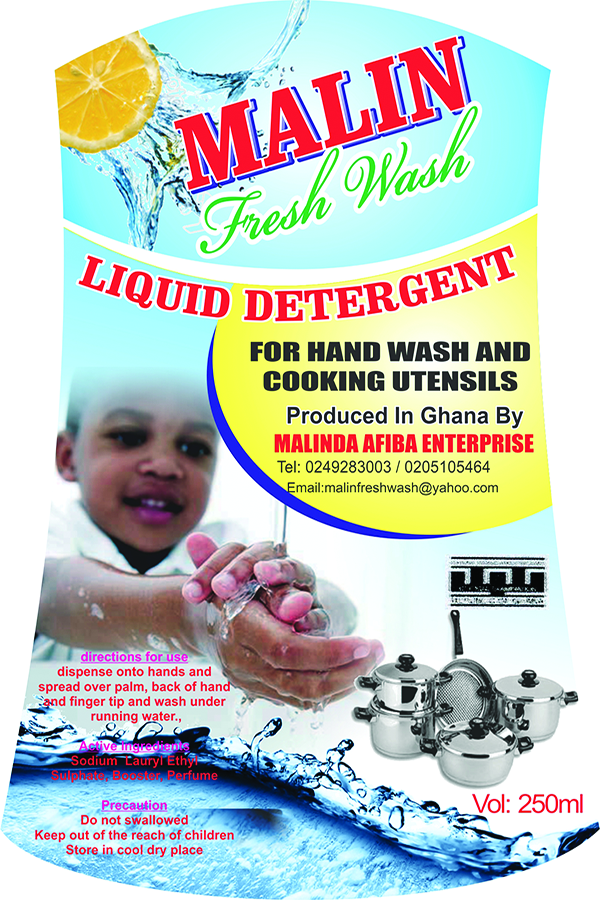 MALIN
Fresh Wash
LIQUID DETERGENT
FOR HAND WASH AND
COOKING UTENSILS
Produced In Ghana By
MALINDA AFIBA ENTERPRISE
Tel: 0249283003 / 0205105464
Email:malinfreshwash@yahoo.com
directions for use
dispense onto hands and
spread over palm, back of hand
and finger tip and wash under
running water.,
Active ingredients
Sodium Lauryl Ethyl
Sulphate, Booster, Perfume
Precaution
Do not swallowed
Keep out of the reach of children
Store in cool dry place
Vol: 250ml